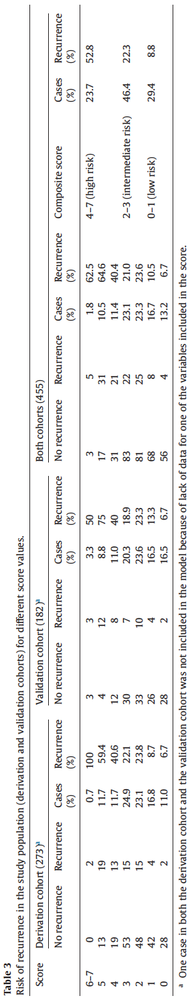 Table 3
Risk of recurrence in the study population (derivation and validation cohorts) for different score values.
Score Derivation cohort (273)a Validation cohort (182)a Both cohorts (455)
No recurrence Recurrence Cases (%) Recurrence (%) No recurrence Recurrence Cases (%) Recurrence (%) No recurrence Recurrence Cases (%) Recurrence (%) Composite score Cases (%) Recurrence (%)
6–7 0 2 0.7 100 3 3 3.3 50 3 5 1.8 62.5 4–7 (high risk) 23.7 52.8
5 13 19 11.7 59.4 4 12 8.8 75 17 31 10.5 64.6
4 19 13 11.7 40.6 12 8 11.0 40 31 21 11.4 40.4
3 53 15 24.9 22.1 30 7 20.3 18.9 83 22 23.1 21.0 2–3 (intermediate risk) 46.4 22.3
2 48 15 23.1 23.8 33 10 23.6 23.3 81 25 23.3 23.6
1 42 4 16.8 8.7 26 4 16.5 13.3 68 8 16.7 10.5 0–1 (low risk) 29.4 8.8
0 28 2 11.0 6.7 28 2 16.5 6.7 56 4 13.2 6.7
a One case in both the derivation cohort and the validation cohort was not included in the model because of lack of data for one of the variables included in the score.